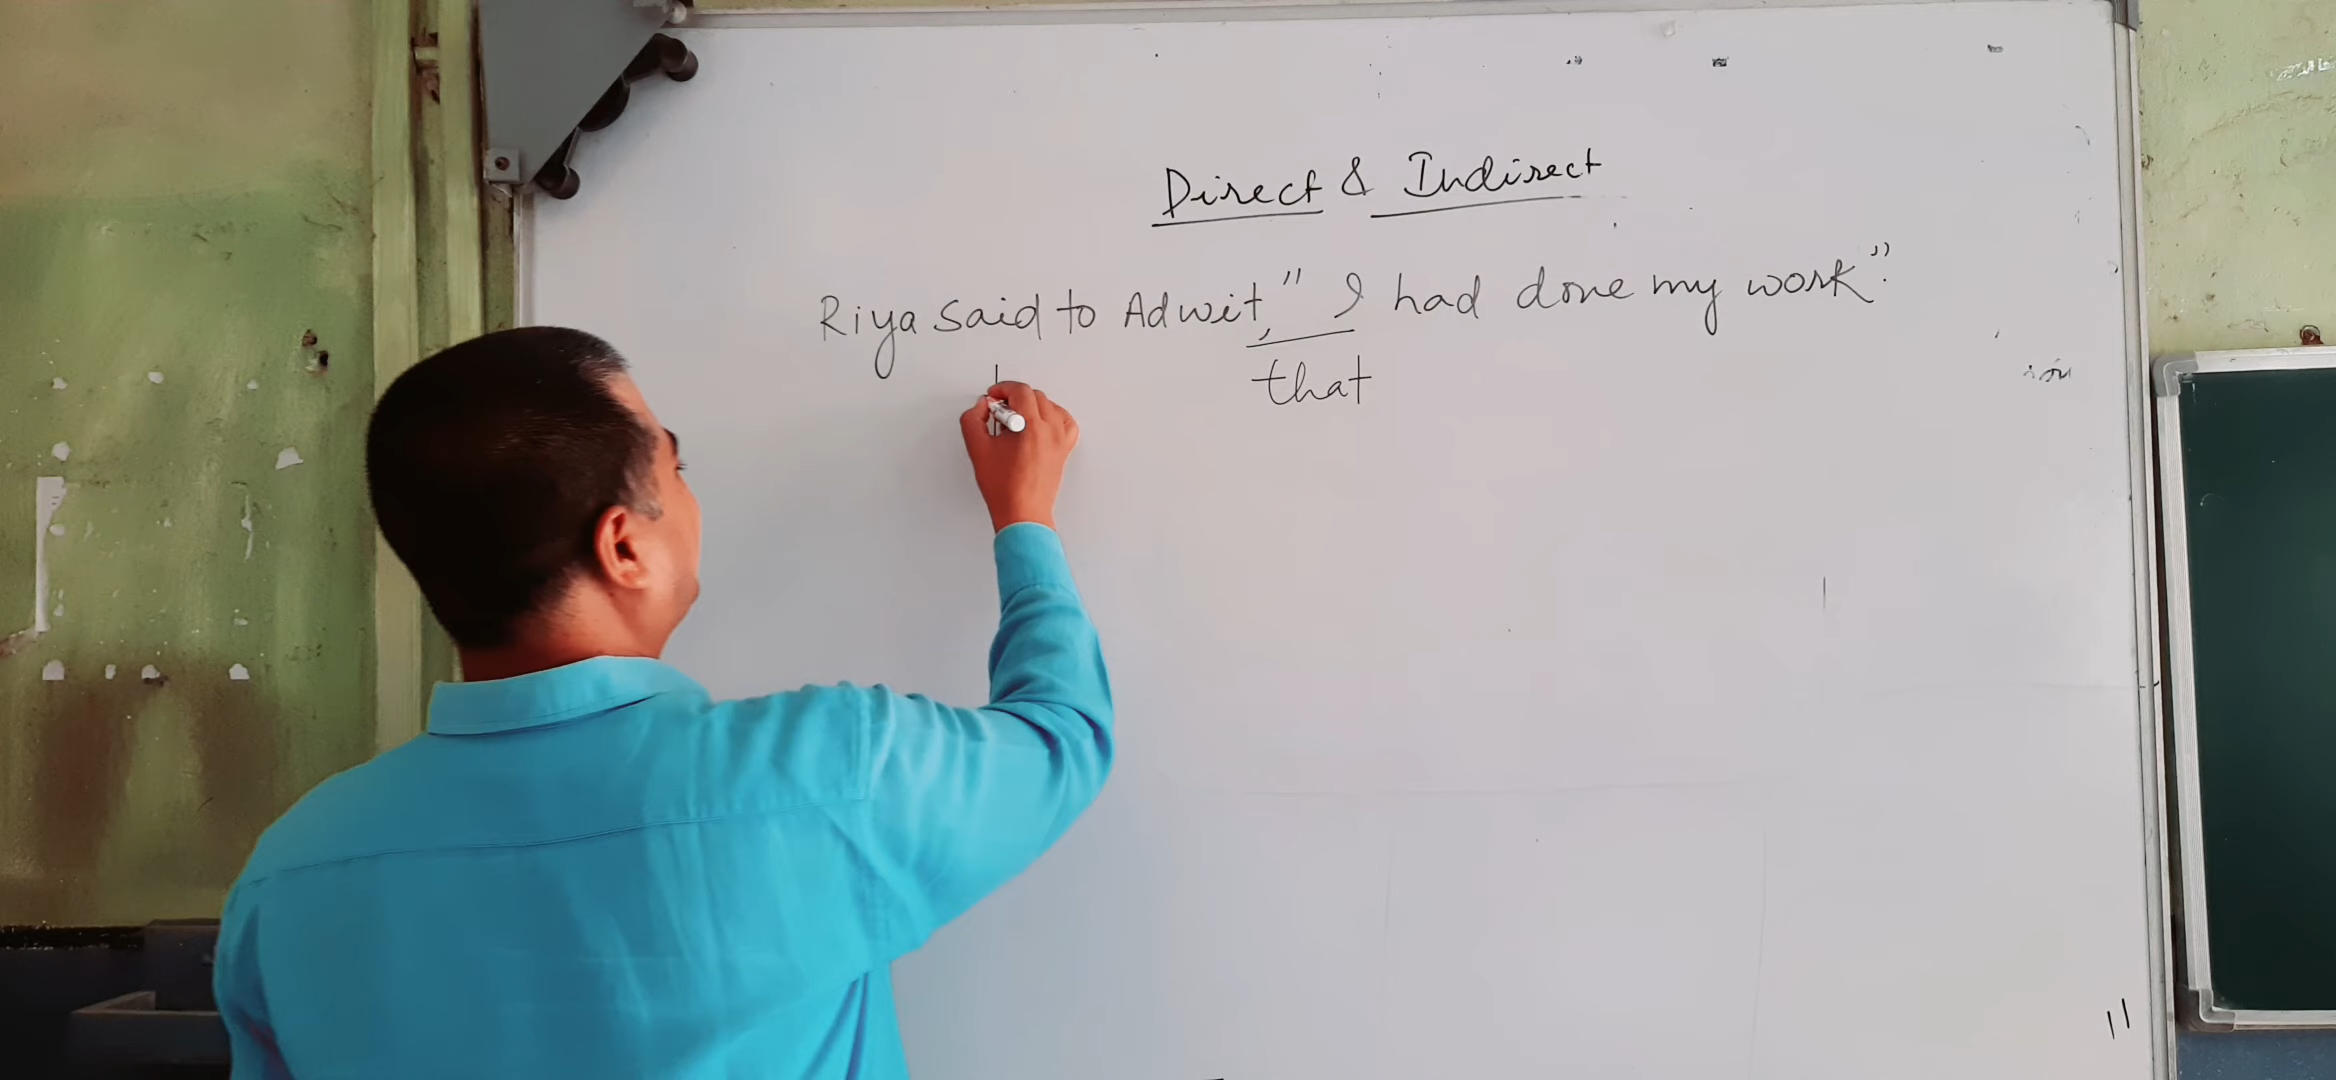 Direct & Indirect
Riya said to Adwit, " I had done my work".
that